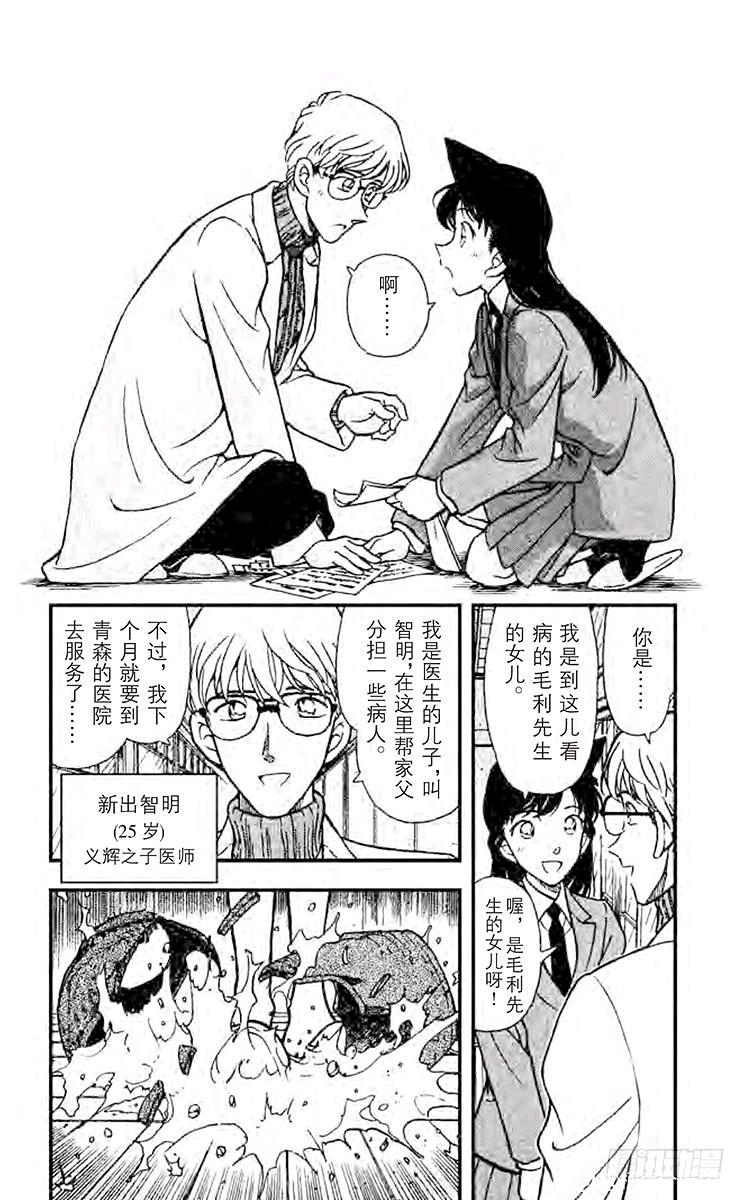 啊
……
你是……
我是到这儿看
病的毛利先生
的女儿。
喔，是毛利先
生的女儿呀！
我是医生的儿子，叫
智明，在这里帮家父
分担一些病人。
不过，我下
个月就要到
青森的医院
去服务了……
新出智明
(25 岁)
义辉之子医师